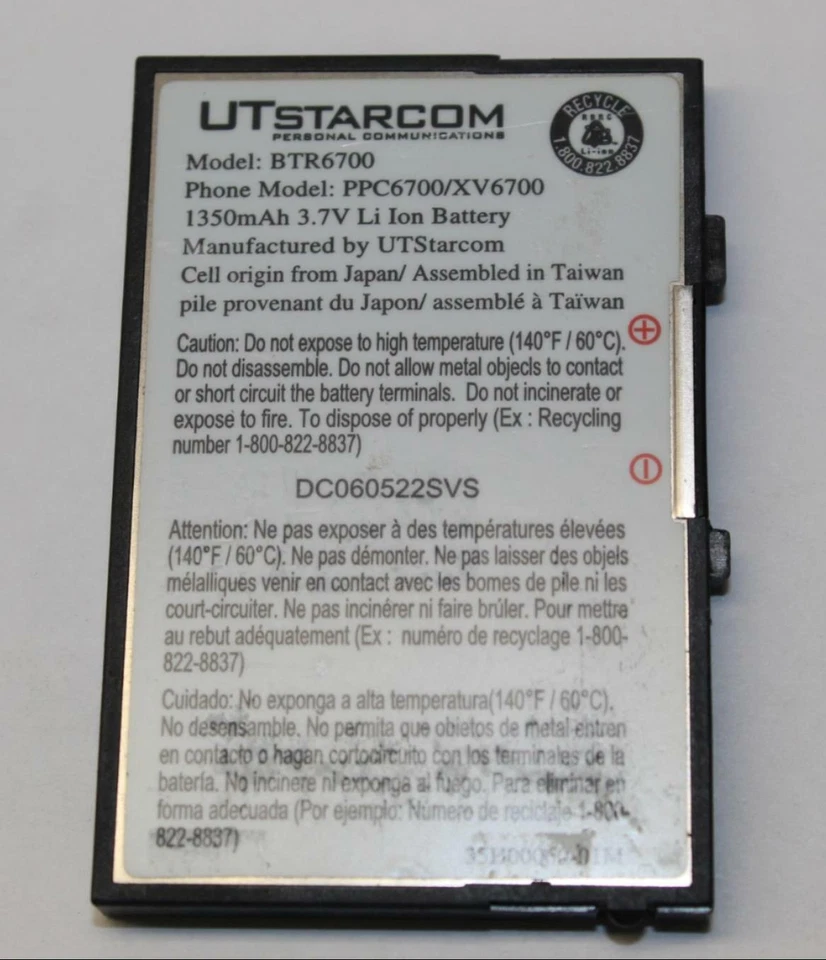 UTSTARCOM
PERSONAL COMMUNICATIONS
RECYCLE
RBRC
Li-ion
1.800.822.8837
Model: BTR6700
Phone Model: PPC6700/XV6700
1350mAh 3.7V Li Ion Battery
Manufactured by UTStarcom
Cell origin from Japan/ Assembled in Taiwan
pile provenant du Japon/ assemblé à Taïwan
Caution: Do not expose to high temperature (140°F / 60°C).
Do not disassemble. Do not allow metal objecls to contact
or short circuit the battery terminals. Do not incinerate or
expose to fire. To dispose of properly (Ex : Recycling
number 1-800-822-8837)
DC060522SVS
Attention: Ne pas exposer à des températures élevées
(140°F / 60°C). Ne pas démonter. Ne pas laisser des objels
mélalliques venir en contact avec les bomes de pile ni les
court-circuiter. Ne pas incinérer ni faire brûler. Pour mettre
au rebut adéquatement (Ex : numéro de recyclage 1-800-
822-8837)
Cuidado: No exponga a alta temperatura(140°F / 60°C).
No desensamble. No permita que obietos de metal entren
en contacto o hagan cortocircuito con los terminales de la
batería. No incinere ni exponga al fuego. Para eliminar en
forma adecuada (Por ejemplo: Número de reciclaje 1-800-
822-8837)